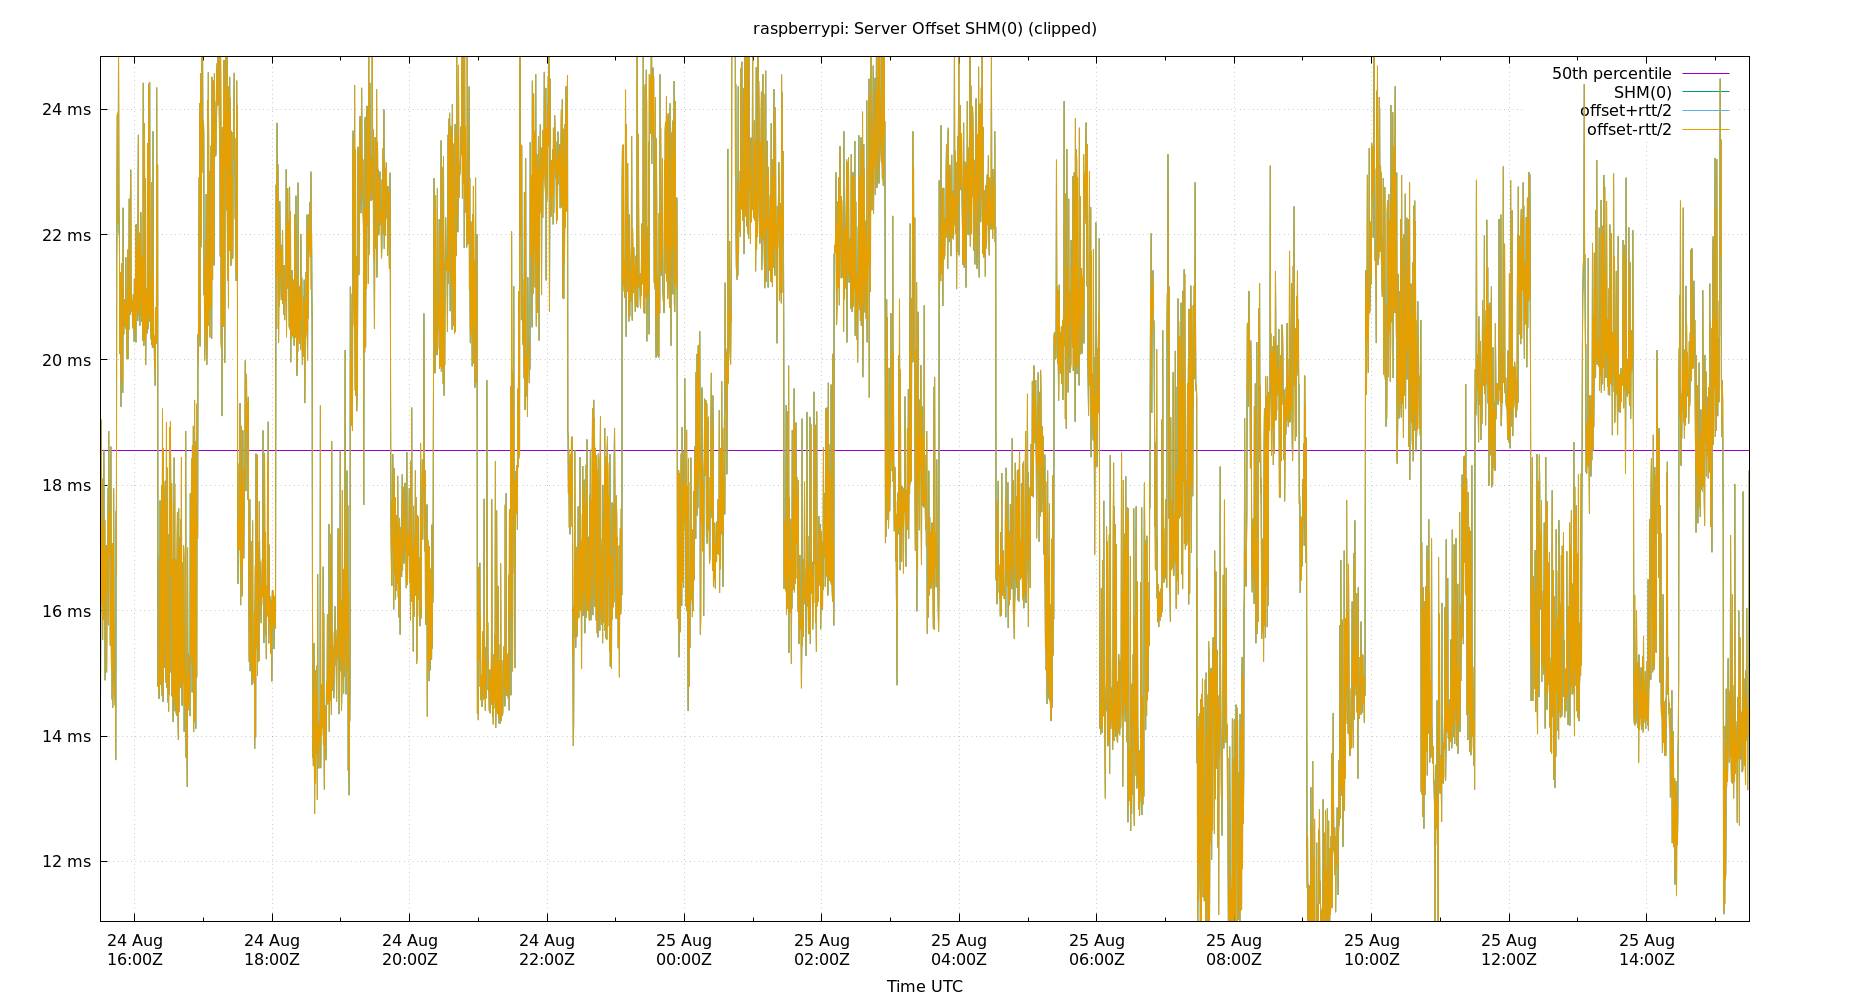 raspberrypi: Server Offset SHM(0) (clipped)
50th percentile
SHM(0)
offset+rtt/2
offset-rtt/2
24 ms
22 ms
20 ms
18 ms
16 ms
14 ms
12 ms
24 Aug 24 Aug 24 Aug 24 Aug 25 Aug 25 Aug 25 Aug 25 Aug 25 Aug 25 Aug 25 Aug 25 Aug
16:00Z 18:00Z 20:00Z 22:00Z 00:00Z 02:00Z 04:00Z 06:00Z 08:00Z 10:00Z 12:00Z 14:00Z
Time UTC